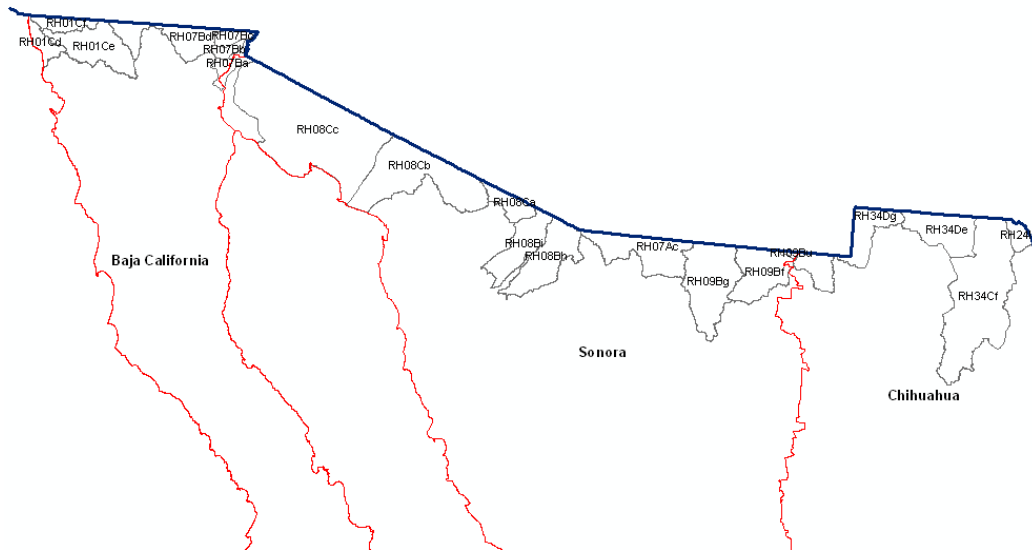 RH01Cf
RH01Cd
RH01Ce
RH07Bd
RH07Bc
RH07Bb
RH07Ba
RH08Cc
RH08Cb
RH08Ca
RH08Bi
RH08Bh
RH07Ac
RH09Bg
RH09Bf
RH09Bu
RH34Dg
RH34De
RH24
RH34Cf
Baja California
Sonora
Chihuahua